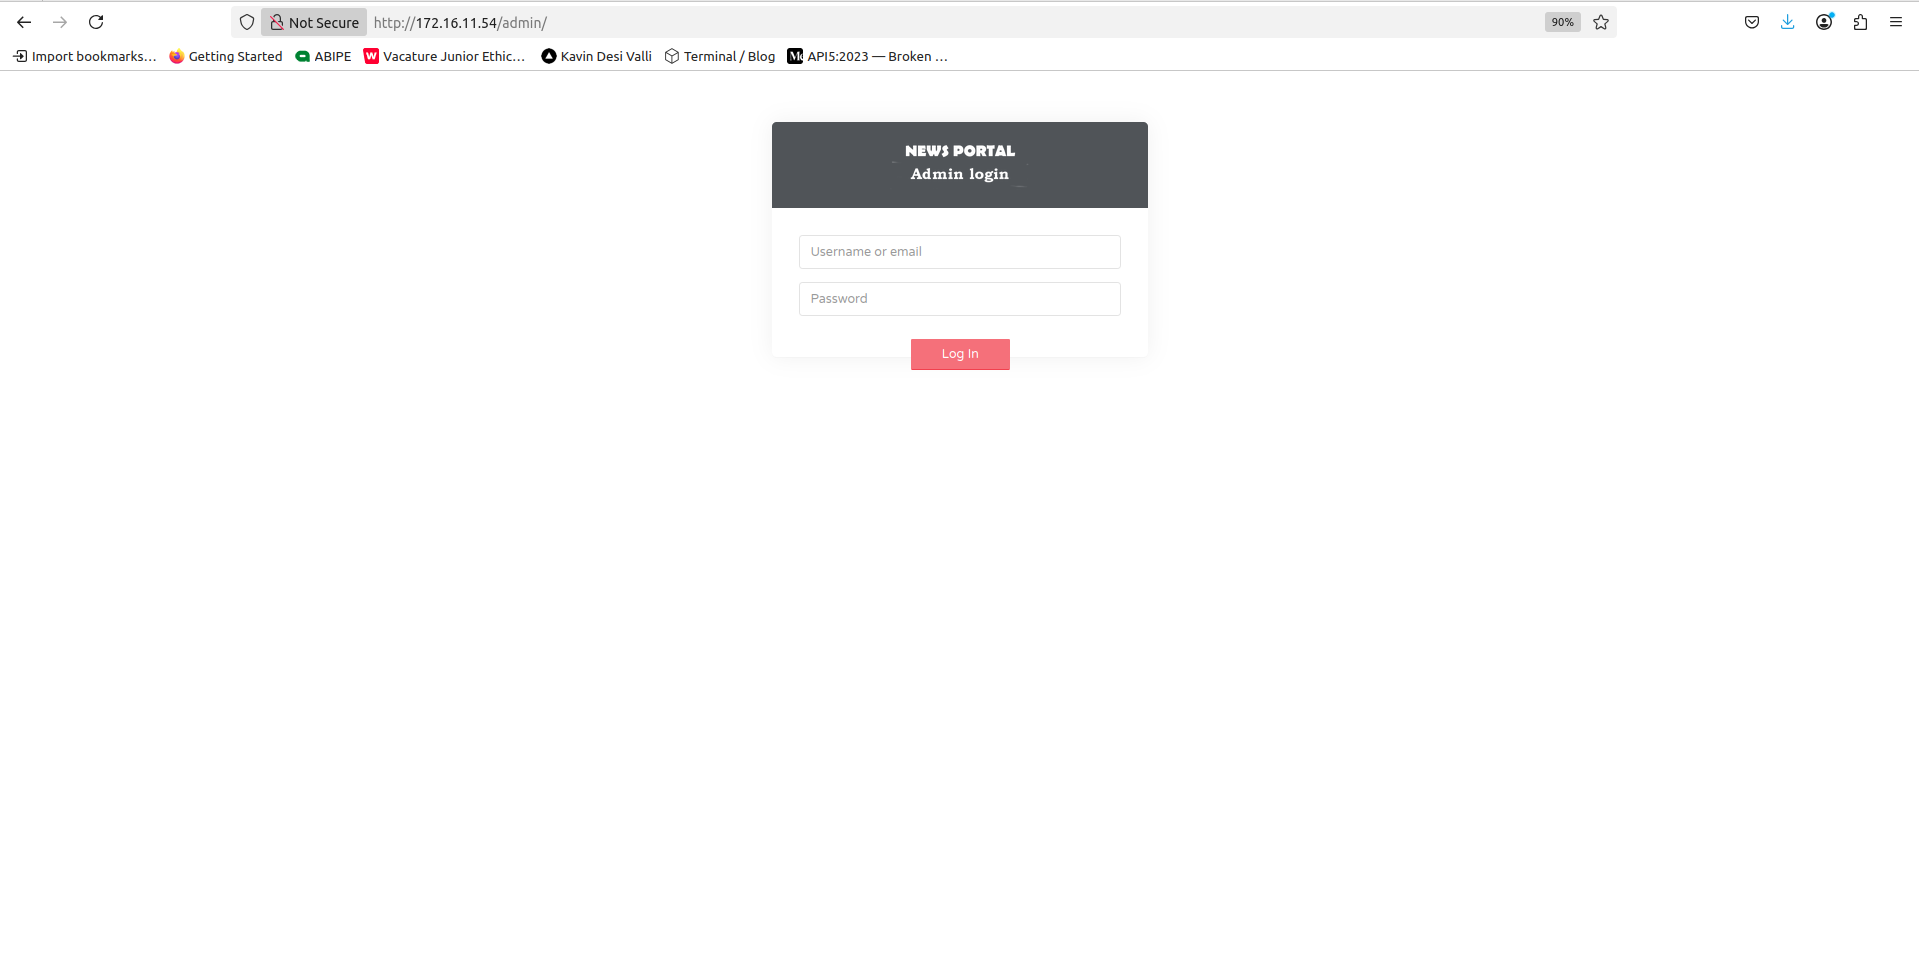 Not Secure http://172.16.11.54/admin/ 90%
Import bookmarks... Getting Started ABIPE Vacature Junior Ethic... Kavin Desi Valli Terminal / Blog API5:2023 — Broken ...
NEWS PORTAL
Admin login
Username or email
Password
Log In